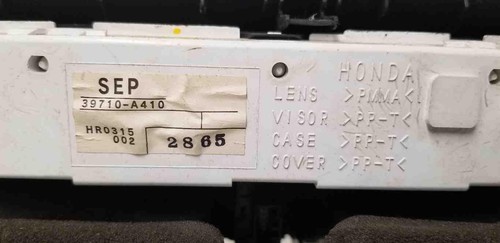 SEP
39710-A410
HR0315
002
2865
HONDA
LENS >PMMA<
VISOR >PP-T<
CASE >PP-T<
COVER >PP-T<